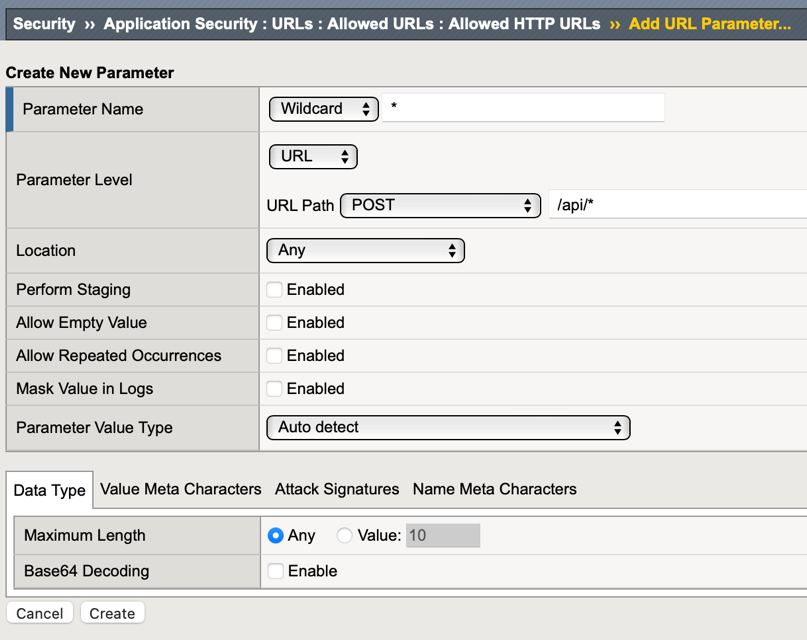 Security ›› Application Security : URLs : Allowed URLs : Allowed HTTP URLs ›› Add URL Parameter...
Create New Parameter
Parameter Name Wildcard *
Parameter Level URL
URL Path POST /api/*
Location Any
Perform Staging Enabled
Allow Empty Value Enabled
Allow Repeated Occurrences Enabled
Mask Value in Logs Enabled
Parameter Value Type Auto detect
Data Type Value Meta Characters Attack Signatures Name Meta Characters
Maximum Length Any Value: 10
Base64 Decoding Enable
Cancel Create